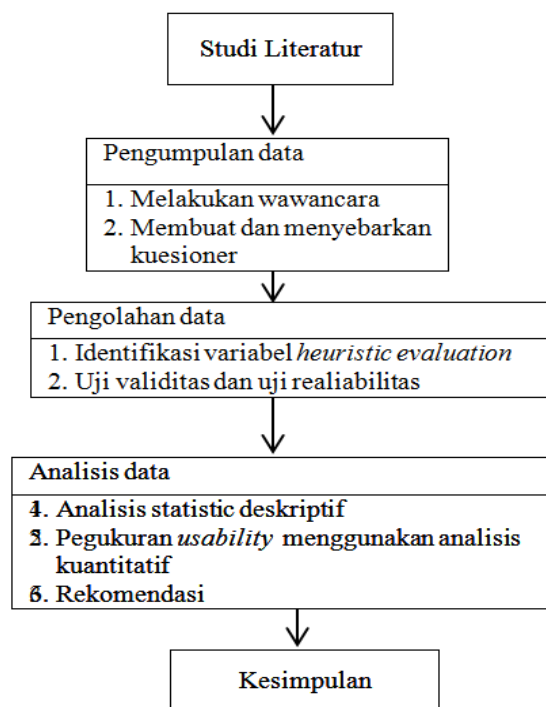 Studi Literatur
Pengumpulan data
1. Melakukan wawancara
2. Membuat dan menyebarkan
kuesioner
Pengolahan data
1. Identifikasi variabel heuristic evaluation
2. Uji validitas dan uji realiabilitas
Analisis data
Analisis statistic deskriptif
Pegukuran usability menggunakan analisis
kuantitatif
Rekomendasi
Kesimpulan